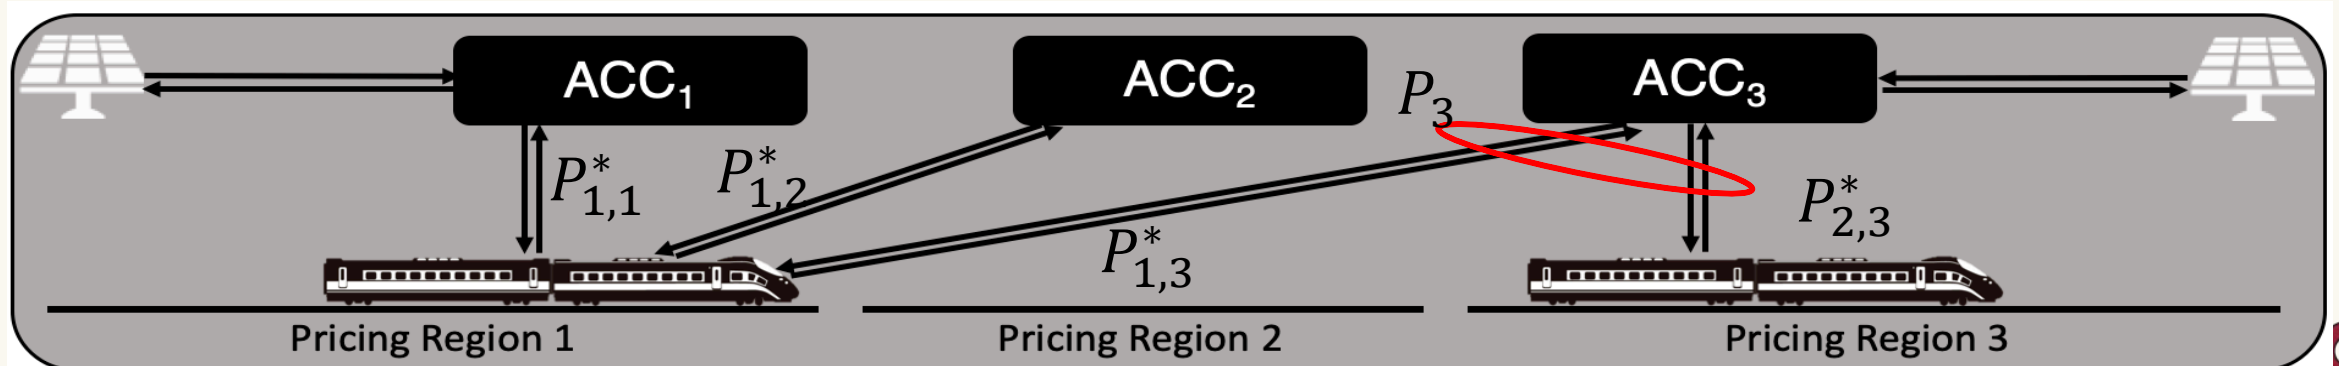 ACC₁
ACC₂
P₃
ACC₃
P*₁,₁
P*₁,₂
P*₁,₃
P*₂,₃
Pricing Region 1
Pricing Region 2
Pricing Region 3